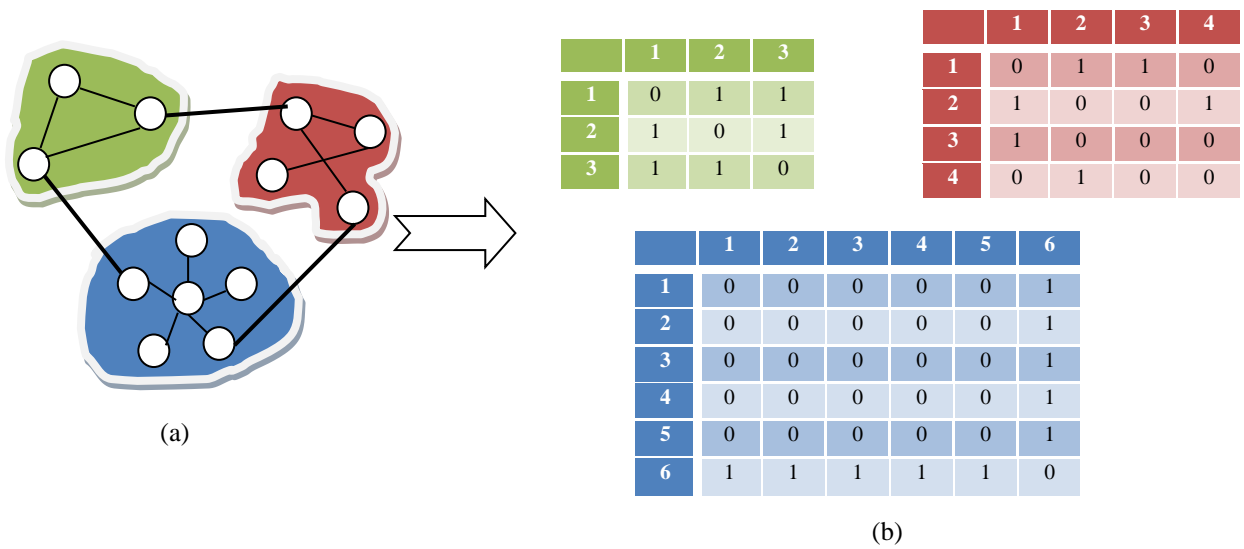 1 2 3
1 0 1 1
2 1 0 1
3 1 1 0
1 2 3 4
1 0 1 1 0
2 1 0 0 1
3 1 0 0 0
4 0 1 0 0
1 2 3 4 5 6
1 0 0 0 0 0 1
2 0 0 0 0 0 1
3 0 0 0 0 0 1
4 0 0 0 0 0 1
5 0 0 0 0 0 1
6 1 1 1 1 1 0
(a)
(b)